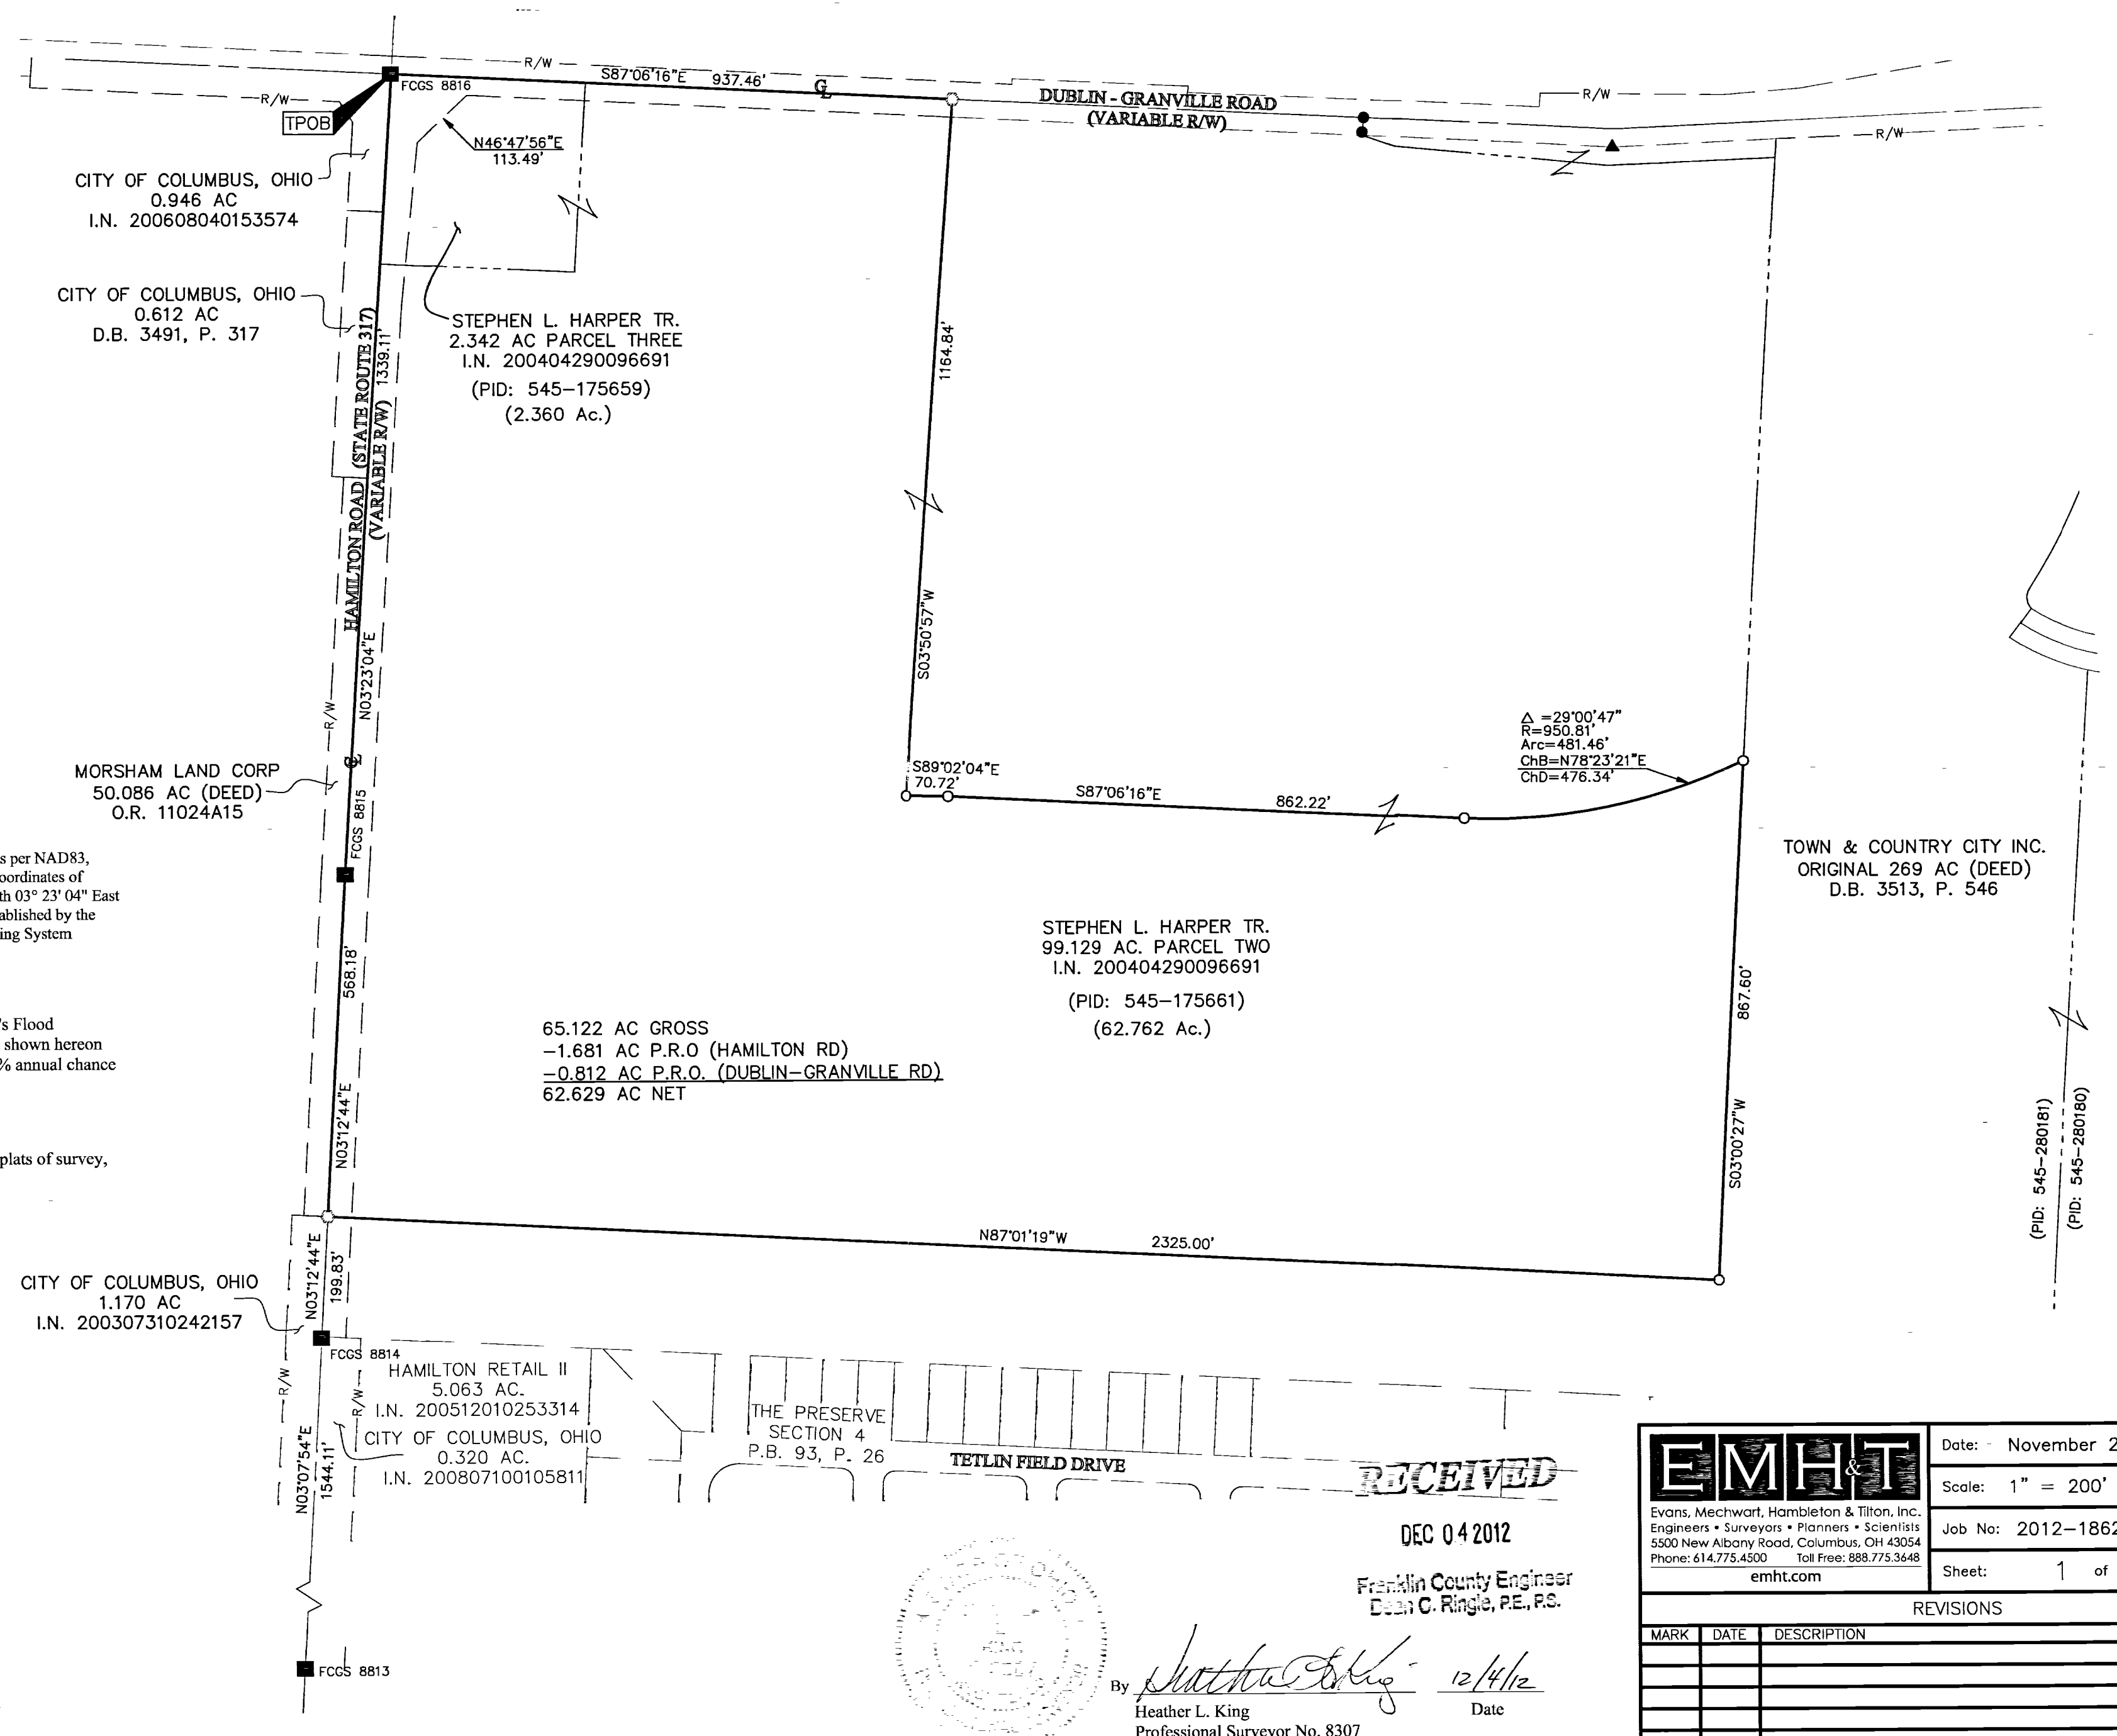 R/W
S87°06'16"E 937.46'
R/W
FCGS 8816
TPOB
DUBLIN - GRANVILLE ROAD
(VARIABLE R/W)
R/W
R/W
N46°47'56"E
113.49'
CITY OF COLUMBUS, OHIO
0.946 AC
I.N. 200608040153574
CITY OF COLUMBUS, OHIO
0.612 AC
D.B. 3491, P. 317
STEPHEN L. HARPER TR.
2.342 AC PARCEL THREE
I.N. 200404290096691
(PID: 545-175659)
(2.360 Ac.)
HAMILTON ROAD (STATE ROUTE 317)
(VARIABLE R/W) 1339.11'
N03°23'04"E
1164.84'
S03°50'57"W
R/W
MORSHAM LAND CORP
50.086 AC (DEED)
O.R. 11024A15
FCGS 8815
S89°02'04"E
70.72'
S87°06'16"E 862.22'
Δ =29°00'47"
R=950.81'
Arc=481.46'
ChB=N78°23'21"E
ChD=476.34'
TOWN & COUNTRY CITY INC.
ORIGINAL 269 AC (DEED)
D.B. 3513, P. 546
s per NAD83,
oordinates of
th 03° 23' 04" East
ablished by the
ing System
STEPHEN L. HARPER TR.
99.129 AC. PARCEL TWO
I.N. 200404290096691
(PID: 545-175661)
(62.762 Ac.)
568.18'
N03°12'44"E
867.60'
S03°00'27"W
's Flood
shown hereon
% annual chance
65.122 AC GROSS
-1.681 AC P.R.O (HAMILTON RD)
-0.812 AC P.R.O. (DUBLIN-GRANVILLE RD)
62.629 AC NET
(PID: 545-280181)
(PID: 545-280180)
plats of survey,
N87°01'19"W 2325.00'
N03°12'44"E
199.83'
CITY OF COLUMBUS, OHIO
1.170 AC
I.N. 200307310242157
FCGS 8814
R/W
R/W
HAMILTON RETAIL II
5.063 AC.
I.N. 200512010253314
CITY OF COLUMBUS, OHIO
0.320 AC.
I.N. 200807100105811
THE PRESERVE
SECTION 4
P.B. 93, P. 26
TETLIN FIELD DRIVE
N03°07'54"E
1544.11'
FCGS 8813
RECEIVED
DEC 04 2012
Franklin County Engineer
Dean C. Ringle, P.E., P.S.
By 12/4/12
Heather L. King Date
Professional Surveyor No. 8307
EMH&T
Evans, Mechwart, Hambleton & Tilton, Inc.
Engineers • Surveyors • Planners • Scientists
5500 New Albany Road, Columbus, OH 43054
Phone: 614.775.4500 Toll Free: 888.775.3648
emht.com
Date: November 2
Scale: 1" = 200'
Job No: 2012-1862
Sheet: 1 of
REVISIONS
MARK DATE DESCRIPTION